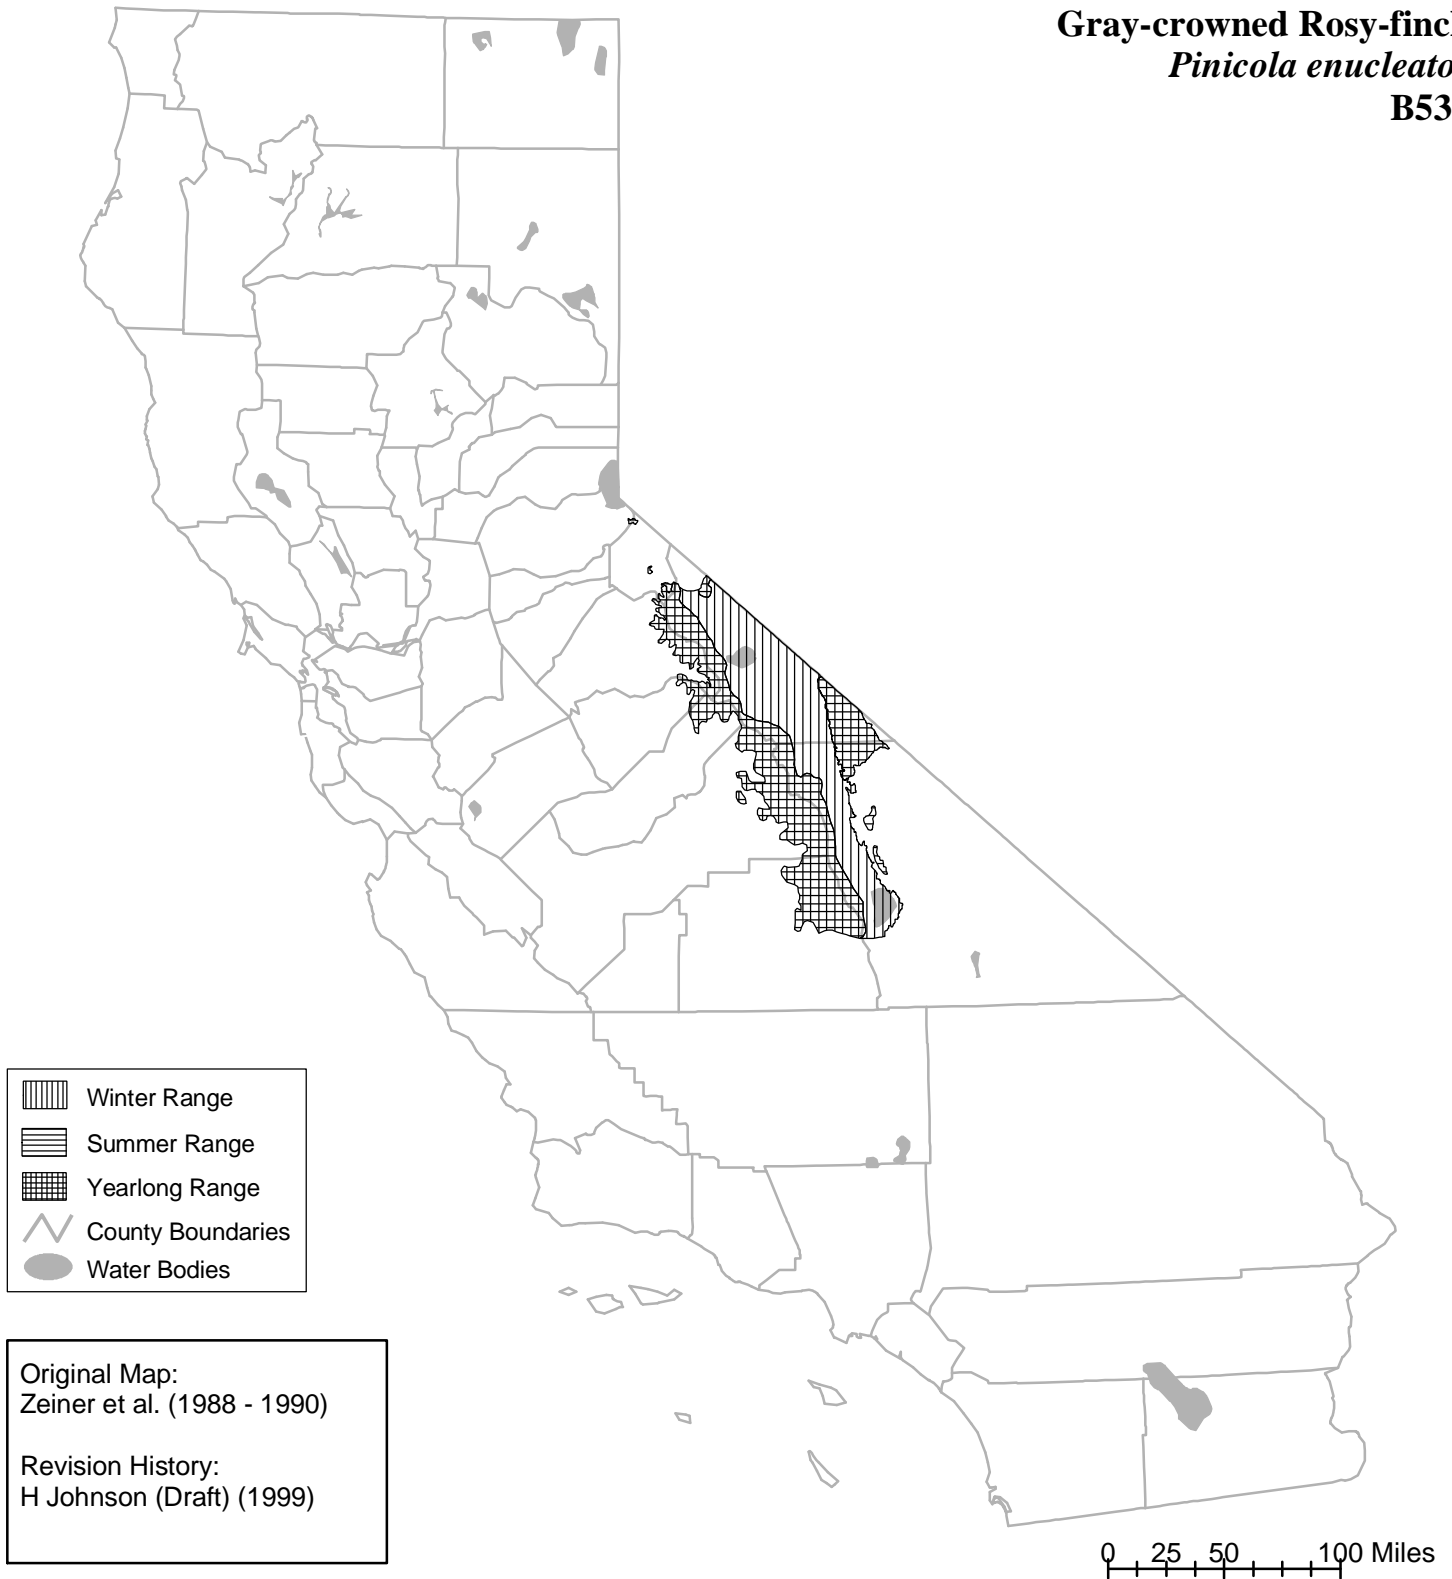 Gray-crowned Rosy-finc
Pinicola enucleato
B53
Winter Range
Summer Range
Yearlong Range
County Boundaries
Water Bodies
Original Map:
Zeiner et al. (1988 - 1990)
Revision History:
H Johnson (Draft) (1999)
0 25 50 100 Miles